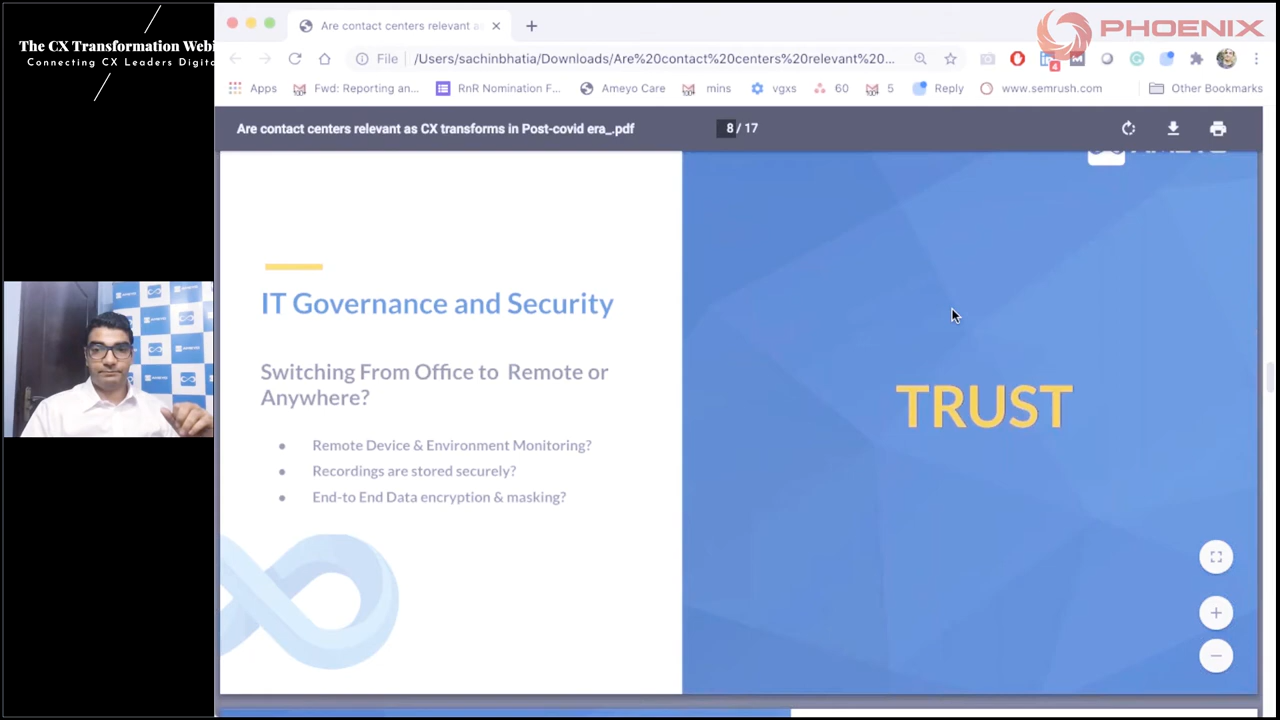 The CX Transformation Webi
Connecting CX Leaders Digita
Are contact centers relevant a
PHOENIX
File
/Users/sachinbhatia/Downloads/Are%20contact%20centers%20relevant%20...
4
Apps
Fwd: Reporting an...
RnR Nomination F...
Ameyo Care
mins
vgxs
60
5
Reply
www.semrush.com
Other Bookmarks
Are contact centers relevant as CX transforms in Post-covid era_.pdf
8 / 17
IT Governance and Security
Switching From Office to Remote or
Anywhere?
• Remote Device & Environment Monitoring?
• Recordings are stored securely?
• End-to End Data encryption & masking?
TRUST